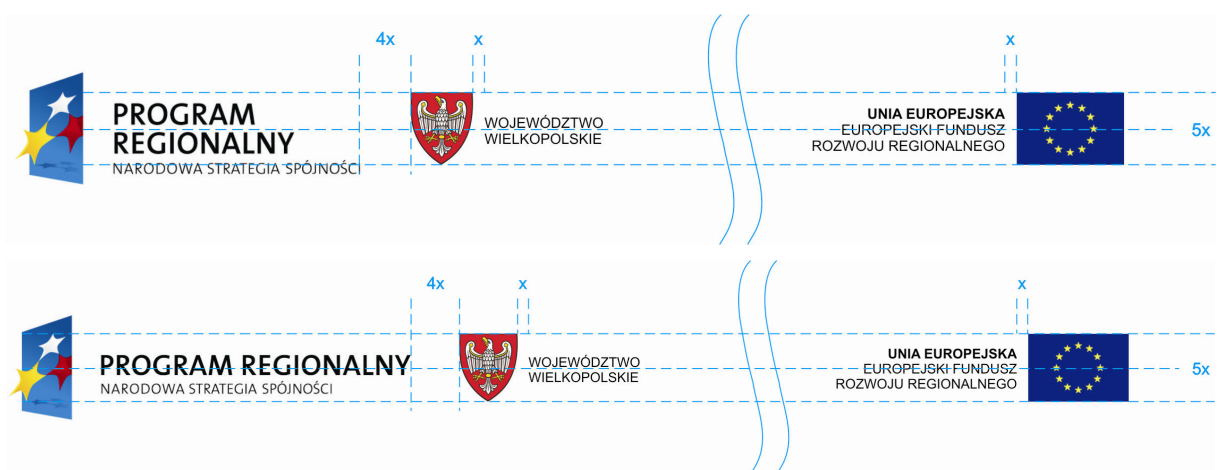 4x
x
x
PROGRAM
REGIONALNY
NARODOWA STRATEGIA SPÓJNOŚCI
WOJEWÓDZTWO
WIELKOPOLSKIE
UNIA EUROPEJSKA
EUROPEJSKI FUNDUSZ
ROZWOJU REGIONALNEGO
5x
4x
x
x
PROGRAM REGIONALNY
NARODOWA STRATEGIA SPÓJNOŚCI
WOJEWÓDZTWO
WIELKOPOLSKIE
UNIA EUROPEJSKA
EUROPEJSKI FUNDUSZ
ROZWOJU REGIONALNEGO
5x